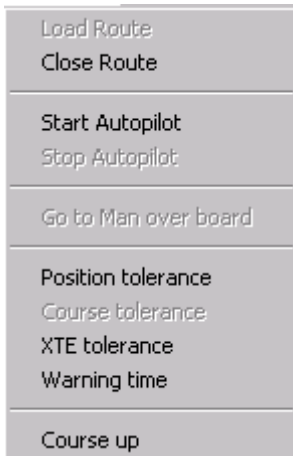 Load Route
Close Route
Start Autopilot
Stop Autopilot
Go to Man over board
Position tolerance
Course tolerance
XTE tolerance
Warning time
Course up